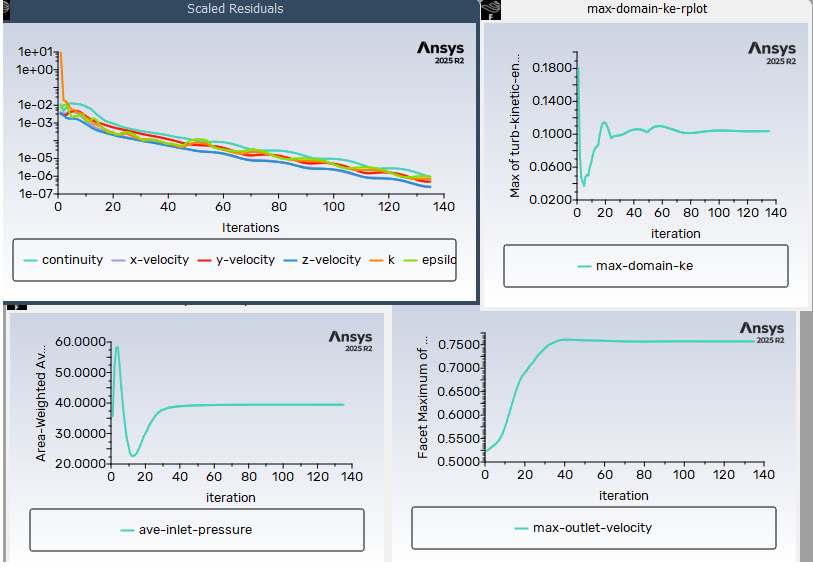 Scaled Residuals
Ansys
2025 R2
1e+01
1e+00
1e-02
1e-03
1e-05
1e-06
1e-07
0 20 40 60 80 100 120 140
Iterations
continuity x-velocity y-velocity z-velocity k epsilo
max-domain-ke-rplot
Ansys
2025 R2
Max of turb-kinetic-en...
0.1800
0.1400
0.1000
0.0600
0.0200
0 20 40 60 80 100 120 140
iteration
max-domain-ke
Ansys
2025 R2
Area-Weighted Av...
60.0000
50.0000
40.0000
30.0000
20.0000
0 20 40 60 80 100 120 140
iteration
ave-inlet-pressure
Ansys
2025 R2
Facet Maximum of ...
0.7500
0.7000
0.6500
0.6000
0.5500
0.5000
0 20 40 60 80 100 120 140
iteration
max-outlet-velocity